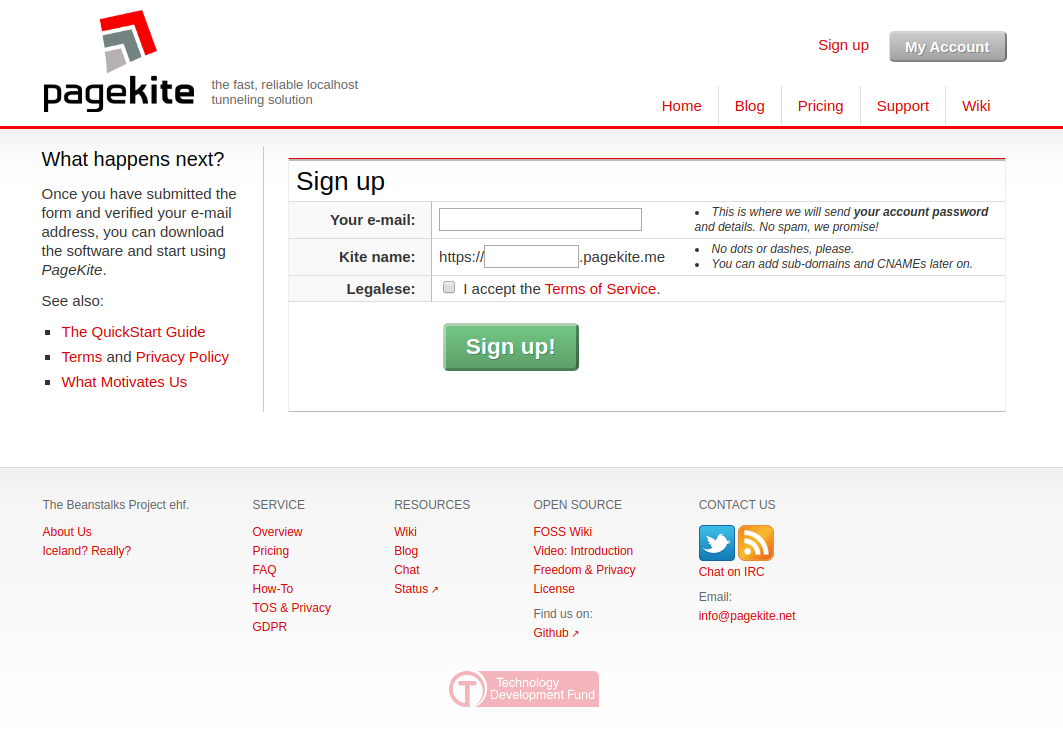 pagekite
the fast, reliable localhost
tunneling solution
Sign up
My Account
Home
Blog
Pricing
Support
Wiki
What happens next?
Once you have submitted the
form and verified your e-mail
address, you can download
the software and start using
PageKite.
See also:
The QuickStart Guide
Terms and Privacy Policy
What Motivates Us
Sign up
Your e-mail:
• This is where we will send your account password
and details. No spam, we promise!
Kite name:
https:// .pagekite.me
• No dots or dashes, please.
• You can add sub-domains and CNAMEs later on.
Legalese:
I accept the Terms of Service.
Sign up!
The Beanstalks Project ehf.
About Us
Iceland? Really?
SERVICE
Overview
Pricing
FAQ
How-To
TOS & Privacy
GDPR
RESOURCES
Wiki
Blog
Chat
Status ↗
OPEN SOURCE
FOSS Wiki
Video: Introduction
Freedom & Privacy
License
Find us on:
Github ↗
CONTACT US
Chat on IRC
Email:
info@pagekite.net
Technology
Development Fund